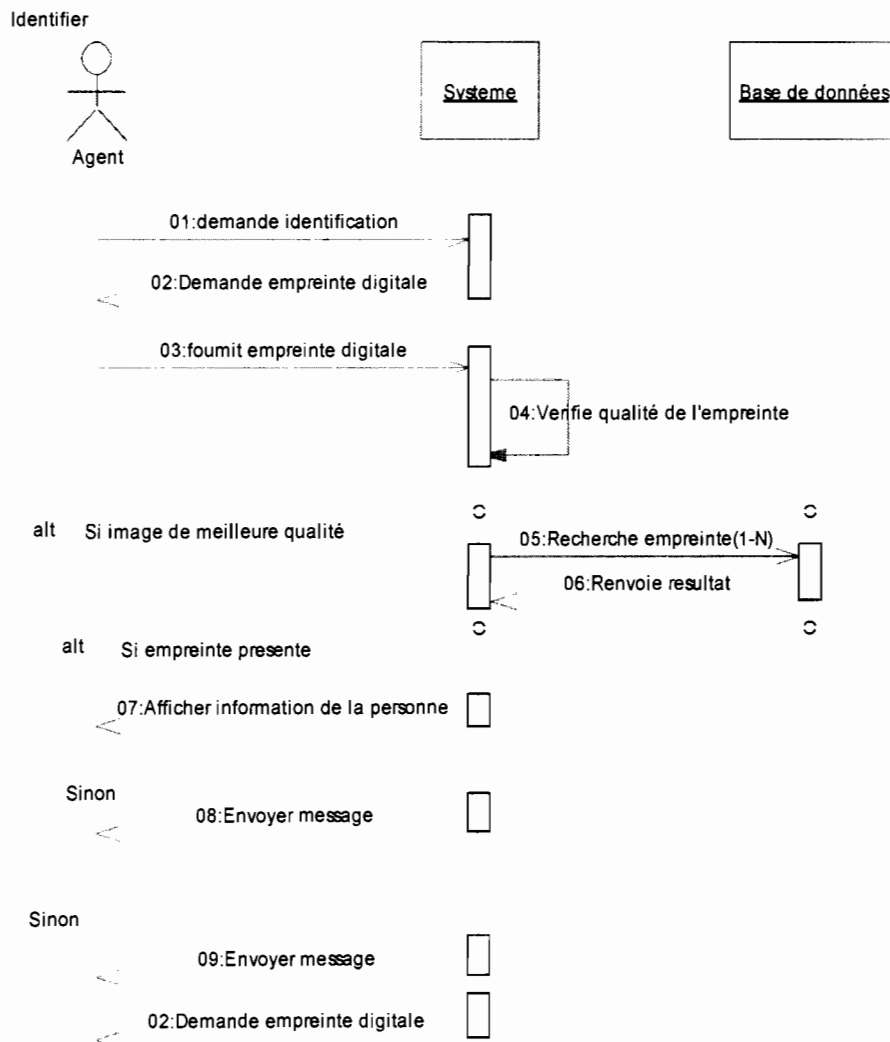 Identifier
Agent
Systeme
Base de données
01:demande identification
02:Demande empreinte digitale
03:fournit empreinte digitale
04:Verifie qualité de l'empreinte
alt Si image de meilleure qualité
05:Recherche empreinte(1-N)
06:Renvoie resultat
alt Si empreinte presente
07:Afficher information de la personne
Sinon
08:Envoyer message
Sinon
09:Envoyer message
02:Demande empreinte digitale